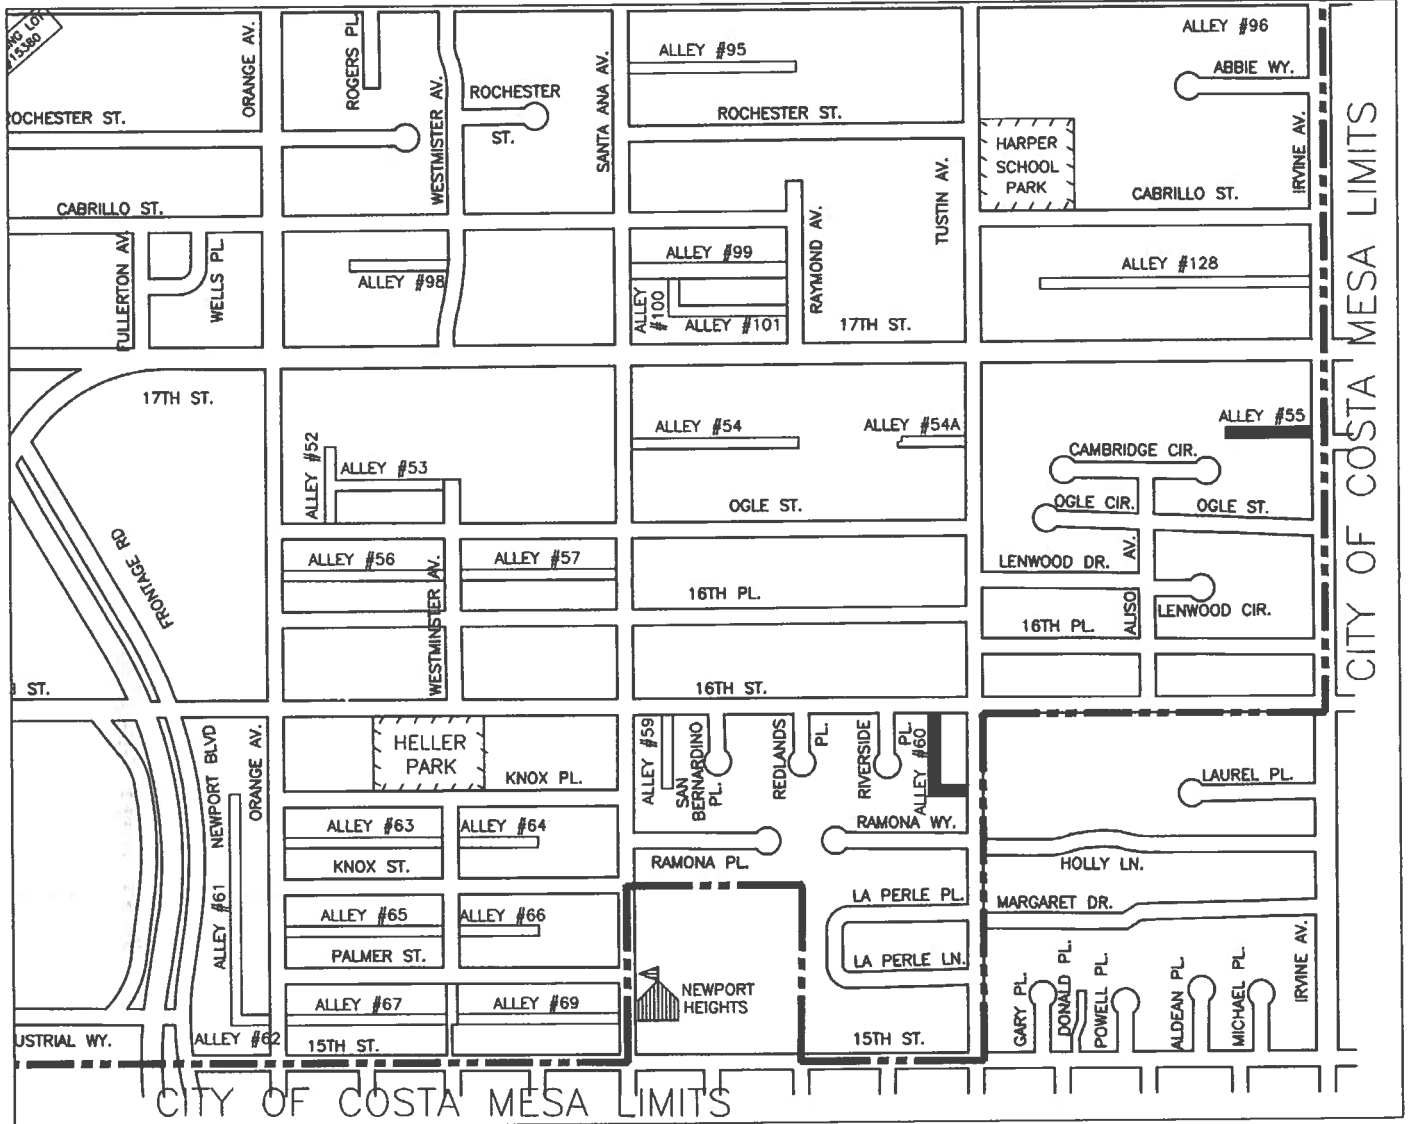 ALLEY #96
ALLEY #95
ABBIE WY.
NG LOT
15380
ORANGE AV.
ROGERS PL.
WESTMISTER AV.
ROCHESTER
ST.
SANTA ANA AV.
ROCHESTER ST.
OCHESTER ST.
HARPER
SCHOOL
PARK
TUSTIN AV.
IRVINE AV.
CABRILLO ST.
CABRILLO ST.
CITY OF COSTA MESA LIMITS
FULLERTON AV.
WELLS PL.
ALLEY #98
ALLEY #99
ALLEY
#100
ALLEY #101
RAYMOND AV.
17TH ST.
ALLEY #128
17TH ST.
ALLEY #52
ALLEY #53
ALLEY #54
ALLEY #54A
ALLEY #55
CAMBRIDGE CIR.
OGLE CIR.
OGLE ST.
OGLE ST.
FRONTAGE RD
ALLEY #56
ALLEY #57
WESTMINSTER AV.
16TH PL.
LENWOOD DR.
ALISO AV.
LENWOOD CIR.
16TH PL.
ST.
16TH ST.
NEWPORT BLVD
ORANGE AV.
HELLER
PARK
KNOX PL.
ALLEY #59
SAN
BERNARDINO
PL.
REDLANDS
PL.
RIVERSIDE
PL.
ALLEY #60
LAUREL PL.
ALLEY #63
ALLEY #64
RAMONA WY.
KNOX ST.
RAMONA PL.
HOLLY LN.
ALLEY #61
ALLEY #65
ALLEY #66
LA PERLE PL.
MARGARET DR.
PALMER ST.
LA PERLE LN.
NEWPORT
HEIGHTS
GARY PL.
DONALD PL.
POWELL PL.
ALDEAN PL.
MICHAEL PL.
IRVINE AV.
ALLEY #67
ALLEY #69
USTRIAL WY.
ALLEY #62
15TH ST.
15TH ST.
CITY OF COSTA MESA LIMITS